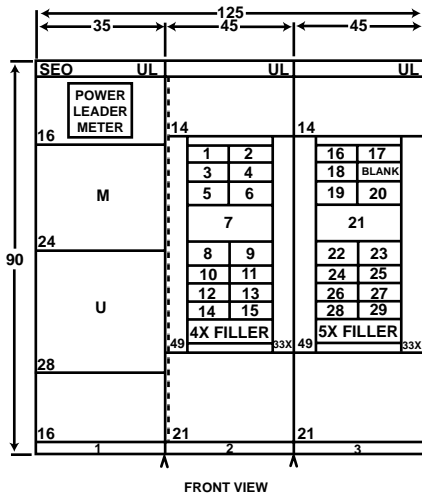 125
35 45 45
SEO UL UL UL
POWER
LEADER
METER
16 14 14
1 2 16 17
3 4 18 BLANK
5 6 19 20
M
7 21
24
90
8 9 22 23
10 11 24 25
12 13 26 27
U
14 15 28 29
4X FILLER 5X FILLER
49 33X 49 33X
28
16 21 21
1 2 3
FRONT VIEW